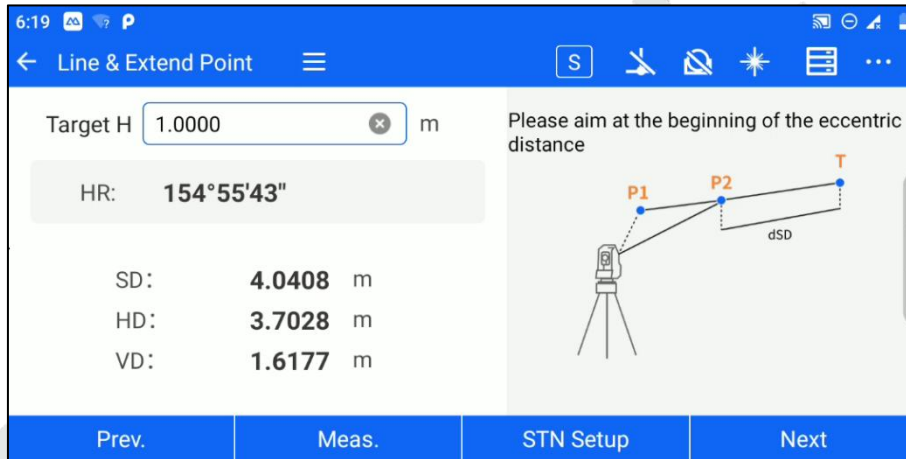 6:19
Line & Extend Point
S
Target H 1.0000 m
HR: 154°55'43"
SD: 4.0408 m
HD: 3.7028 m
VD: 1.6177 m
Please aim at the beginning of the eccentric
distance
T
P1 P2
dSD
Prev. Meas. STN Setup Next